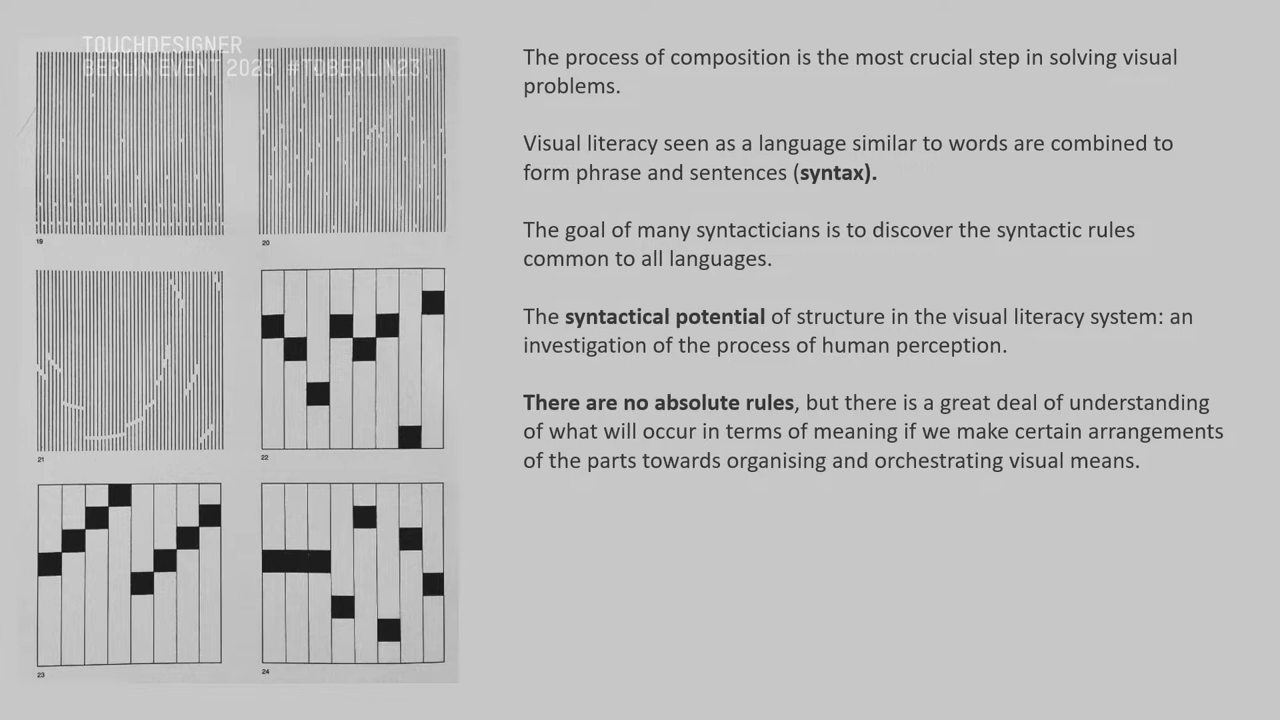 TOUCHDESIGNER
BERLIN EVENT 2023 #TDBERLIN23
19
20
21
22
23
24
The process of composition is the most crucial step in solving visual
problems.
Visual literacy seen as a language similar to words are combined to
form phrase and sentences (syntax).
The goal of many syntacticians is to discover the syntactic rules
common to all languages.
The syntactical potential of structure in the visual literacy system: an
investigation of the process of human perception.
There are no absolute rules, but there is a great deal of understanding
of what will occur in terms of meaning if we make certain arrangements
of the parts towards organising and orchestrating visual means.